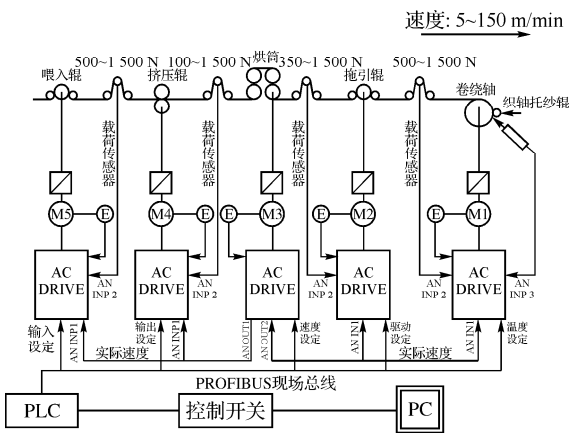 速度: 5~150 m/min
500~1 500 N
100~1 500 N
烘筒
350~1 500 N
500~1 500 N
喂入辊
挤压辊
拖引辊
卷绕轴
织轴托纱辊
载荷传感器
载荷传感器
载荷传感器
载荷传感器
M5
E
M4
E
E
M3
E
M2
E
M1
AC
DRIVE
AN
INP 2
AC
DRIVE
AN
INP 2
AC
DRIVE
AN
INP 2
AC
DRIVE
AN
INP 2
AC
DRIVE
AN
INP 3
输入
设定
AN INP1
输出
设定
AN INP1
ANOUT1
ANOUT2
速度
设定
AN IN1
驱动
设定
AN IN1
温度
设定
实际速度
实际速度
PROFIBUS现场总线
PLC
控制开关
PC